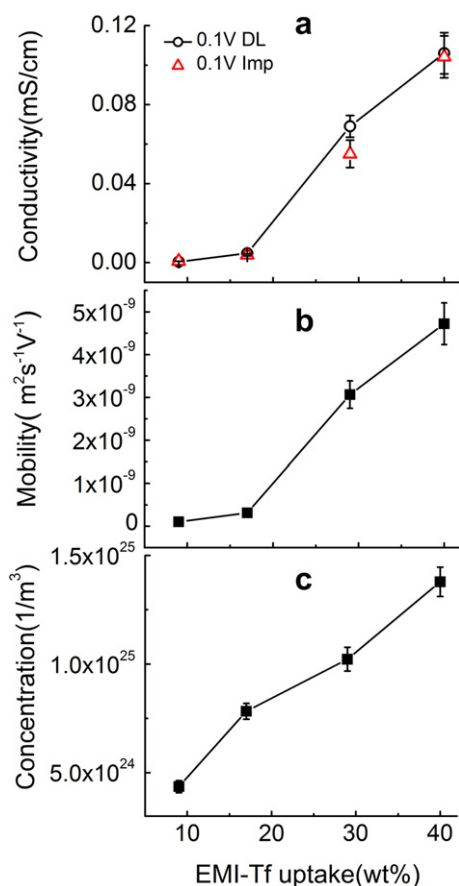 a
0.1V DL
0.1V Imp
0.12
0.08
0.04
0.00
Conductivity(mS/cm)
b
5x10⁻⁹
4x10⁻⁹
3x10⁻⁹
2x10⁻⁹
1x10⁻⁹
0
Mobility( m²s⁻¹V⁻¹)
c
1.5x10²⁵
1.0x10²⁵
5.0x10²⁴
Concentration(1/m³)
10 20 30 40
EMI-Tf uptake(wt%)